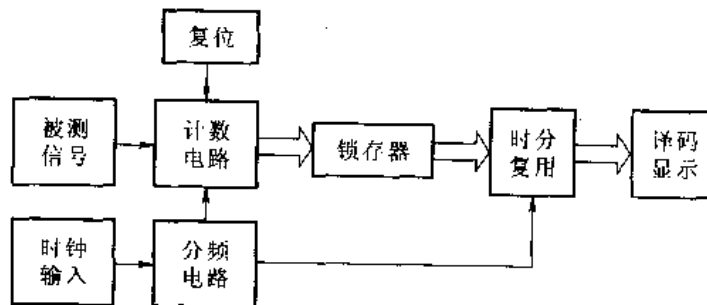 复位
被测
信号
计数
电路
锁存器
时分
复用
译码
显示
时钟
输入
分频
电路